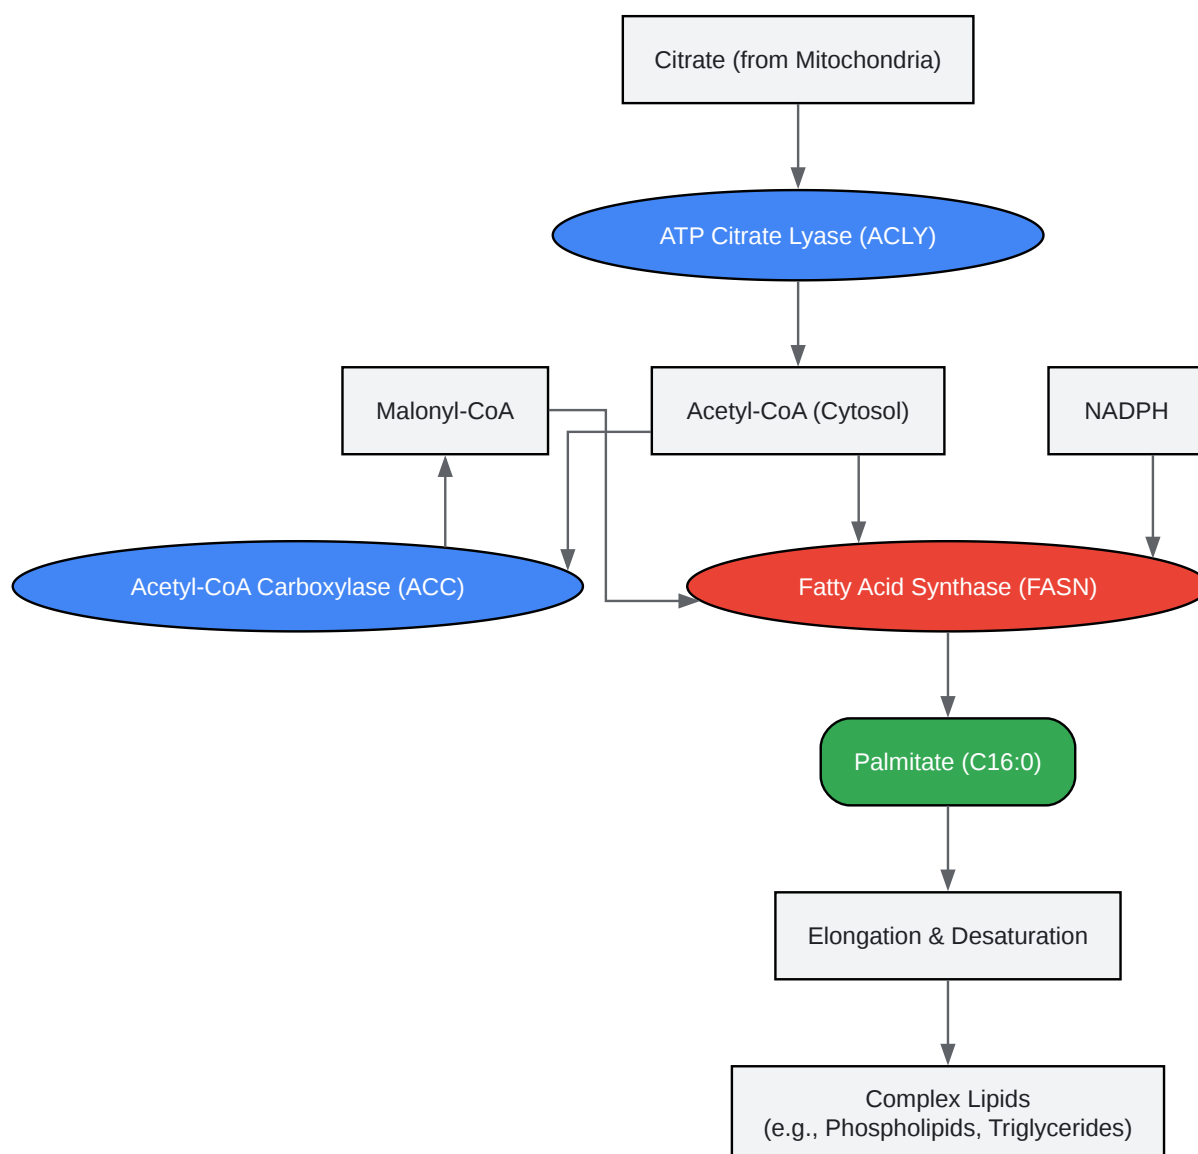 Citrate (from Mitochondria)
ATP Citrate Lyase (ACLY)
Malonyl-CoA
Acetyl-CoA (Cytosol)
NADPH
Acetyl-CoA Carboxylase (ACC)
Fatty Acid Synthase (FASN)
Palmitate (C16:0)
Elongation & Desaturation
Complex Lipids
(e.g., Phospholipids, Triglycerides)